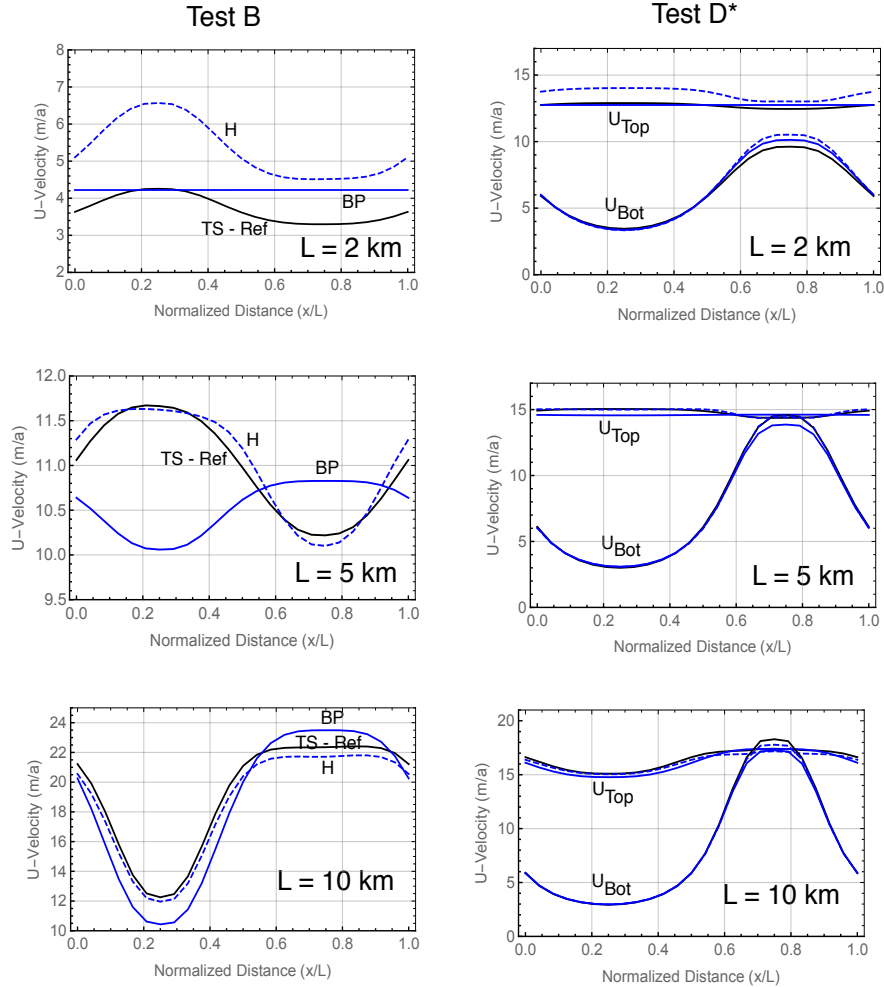 Test B
Test D*
U-Velocity (m/a)
8
7
6
5
4
3
2
H
BP
TS - Ref
L = 2 km
0.0 0.2 0.4 0.6 0.8 1.0
Normalized Distance (x/L)
U-Velocity (m/a)
15
10
5
0
UTop
UBot
L = 2 km
0.0 0.2 0.4 0.6 0.8 1.0
Normalized Distance (x/L)
U-Velocity (m/a)
12.0
11.5
11.0
10.5
10.0
9.5
H
TS - Ref
BP
L = 5 km
0.0 0.2 0.4 0.6 0.8 1.0
Normalized Distance (x/L)
U-Velocity (m/a)
15
10
5
0
UTop
UBot
L = 5 km
0.0 0.2 0.4 0.6 0.8 1.0
Normalized Distance (x/L)
U-Velocity (m/a)
24
22
20
18
16
14
12
10
BP
TS - Ref
H
L = 10 km
0.0 0.2 0.4 0.6 0.8 1.0
Normalized Distance (x/L)
U-Velocity (m/a)
20
15
10
5
0
UTop
UBot
L = 10 km
0.0 0.2 0.4 0.6 0.8 1.0
Normalized Distance (x/L)